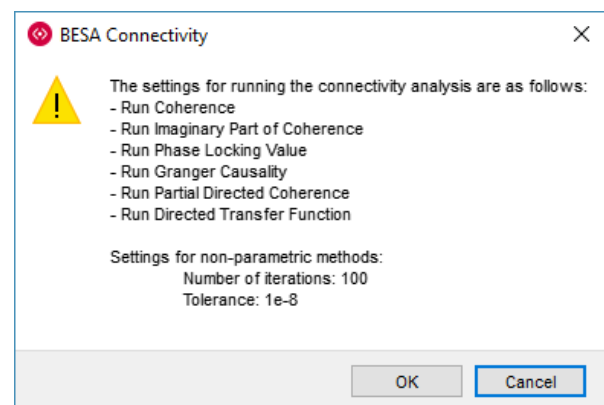 BESA Connectivity
The settings for running the connectivity analysis are as follows:
- Run Coherence
- Run Imaginary Part of Coherence
- Run Phase Locking Value
- Run Granger Causality
- Run Partial Directed Coherence
- Run Directed Transfer Function
Settings for non-parametric methods:
Number of iterations: 100
Tolerance: 1e-8
OK Cancel